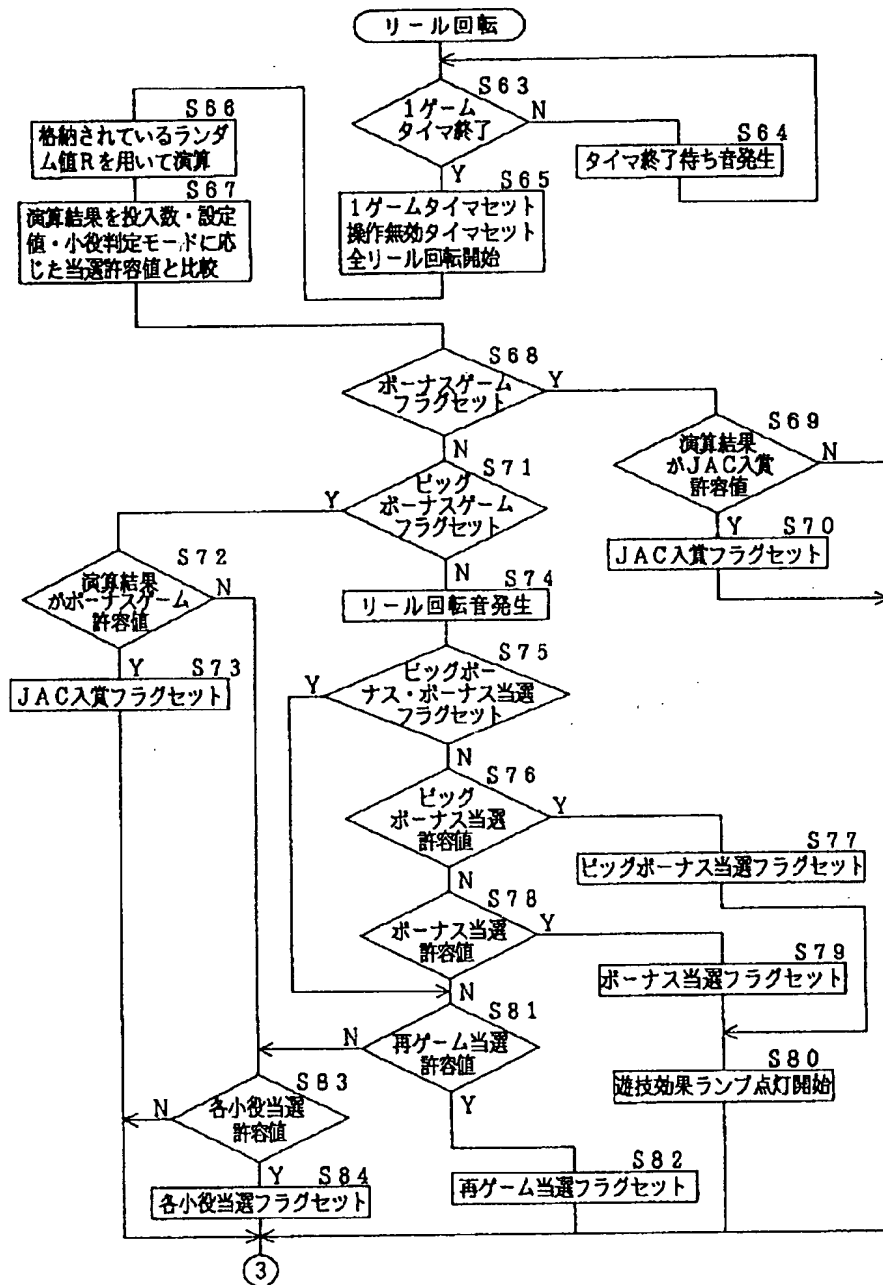 リール回転
S63
1ゲーム
タイマ終了
N
Y
S64
タイマ終了待ち音発生
S65
1ゲームタイマセット
操作無効タイマセット
全リール回転開始
S66
格納されているランダ
ム値Rを用いて演算
S67
演算結果を投入数・設定
値・小役判定モードに応
じた当選許容値と比較
S68
ボーナスゲーム
フラグセット
Y
N
S69
演算結果
がJAC入賞
許容値
N
Y
S70
JAC入賞フラグセット
S71
ビッグ
ボーナスゲーム
フラグセット
Y
N
S72
演算結果
がボーナスゲーム
許容値
N
Y
S73
JAC入賞フラグセット
S74
リール回転音発生
S75
ビッグボー
ナス・ボーナス当選
フラグセット
Y
N
S76
ビッグ
ボーナス当選
許容値
Y
N
S77
ビッグボーナス当選フラグセット
S78
ボーナス当選
許容値
Y
N
S79
ボーナス当選フラグセット
S80
遊技効果ランプ点灯開始
S81
再ゲーム当選
許容値
N
Y
S82
再ゲーム当選フラグセット
S83
各小役当選
許容値
N
Y
S84
各小役当選フラグセット
3